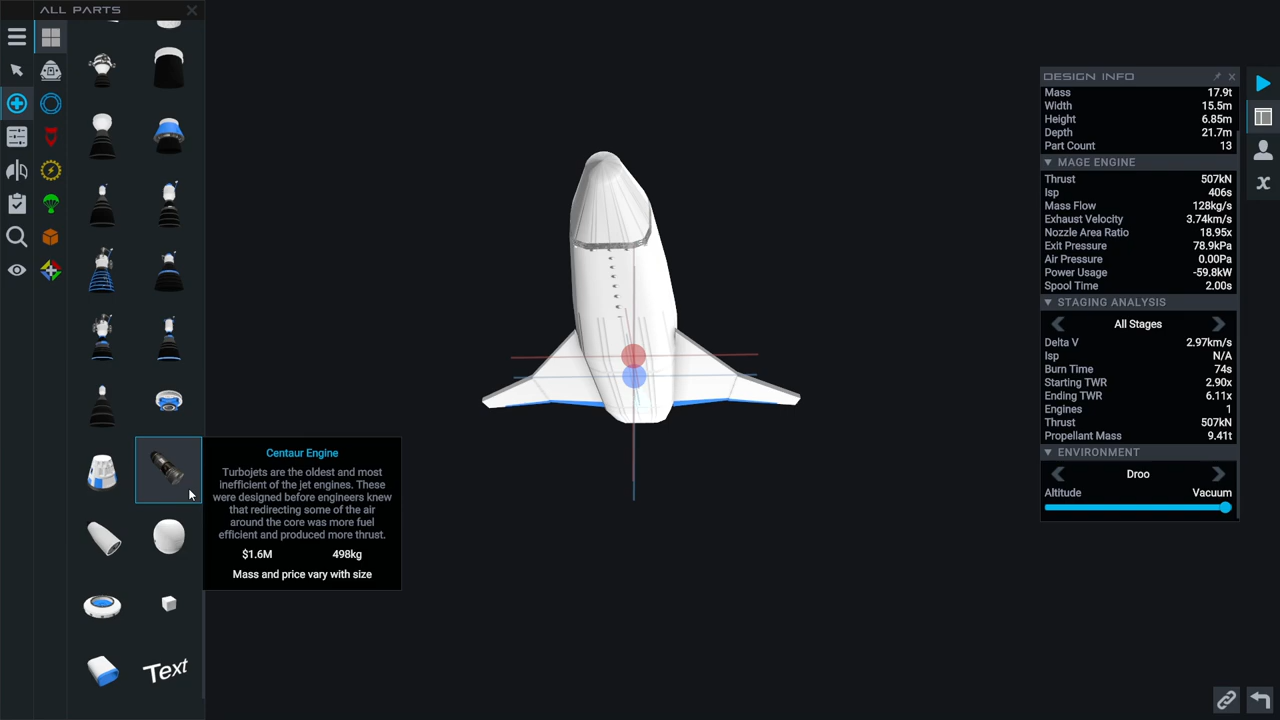 ALL PARTS
Centaur Engine
Turbojets are the oldest and most
inefficient of the jet engines. These
were designed before engineers knew
that redirecting some of the air
around the core was more fuel
efficient and produced more thrust.
$1.6M 498kg
Mass and price vary with size
Text
DESIGN INFO
Mass 17.9t
Width 15.5m
Height 6.85m
Depth 21.7m
Part Count 13
MAGE ENGINE
Thrust 507kN
Isp 406s
Mass Flow 128kg/s
Exhaust Velocity 3.74km/s
Nozzle Area Ratio 18.95x
Exit Pressure 78.9kPa
Air Pressure 0.00Pa
Power Usage -59.8kW
Spool Time 2.00s
STAGING ANALYSIS
All Stages
Delta V 2.97km/s
Isp N/A
Burn Time 74s
Starting TWR 2.90x
Ending TWR 6.11x
Engines 1
Thrust 507kN
Propellant Mass 9.41t
ENVIRONMENT
Droo
Altitude Vacuum